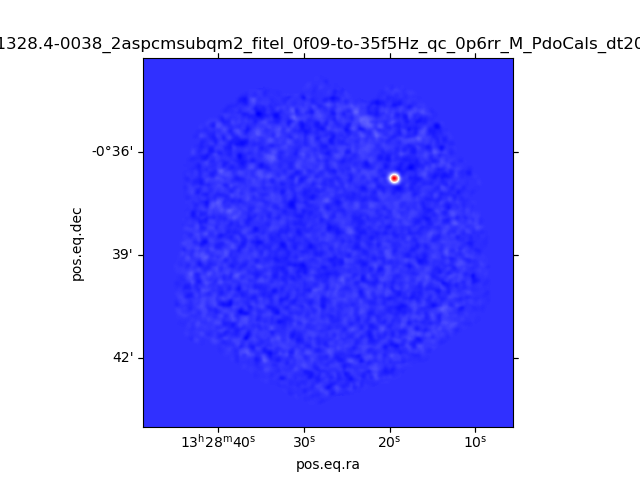 1328.4-0038_2aspcmsubqm2_fitel_0f09-to-35f5Hz_qc_0p6rr_M_PdoCals_dt20
-0°36'
39'
42'
pos.eq.dec
13h28m40s 30s 20s 10s
pos.eq.ra